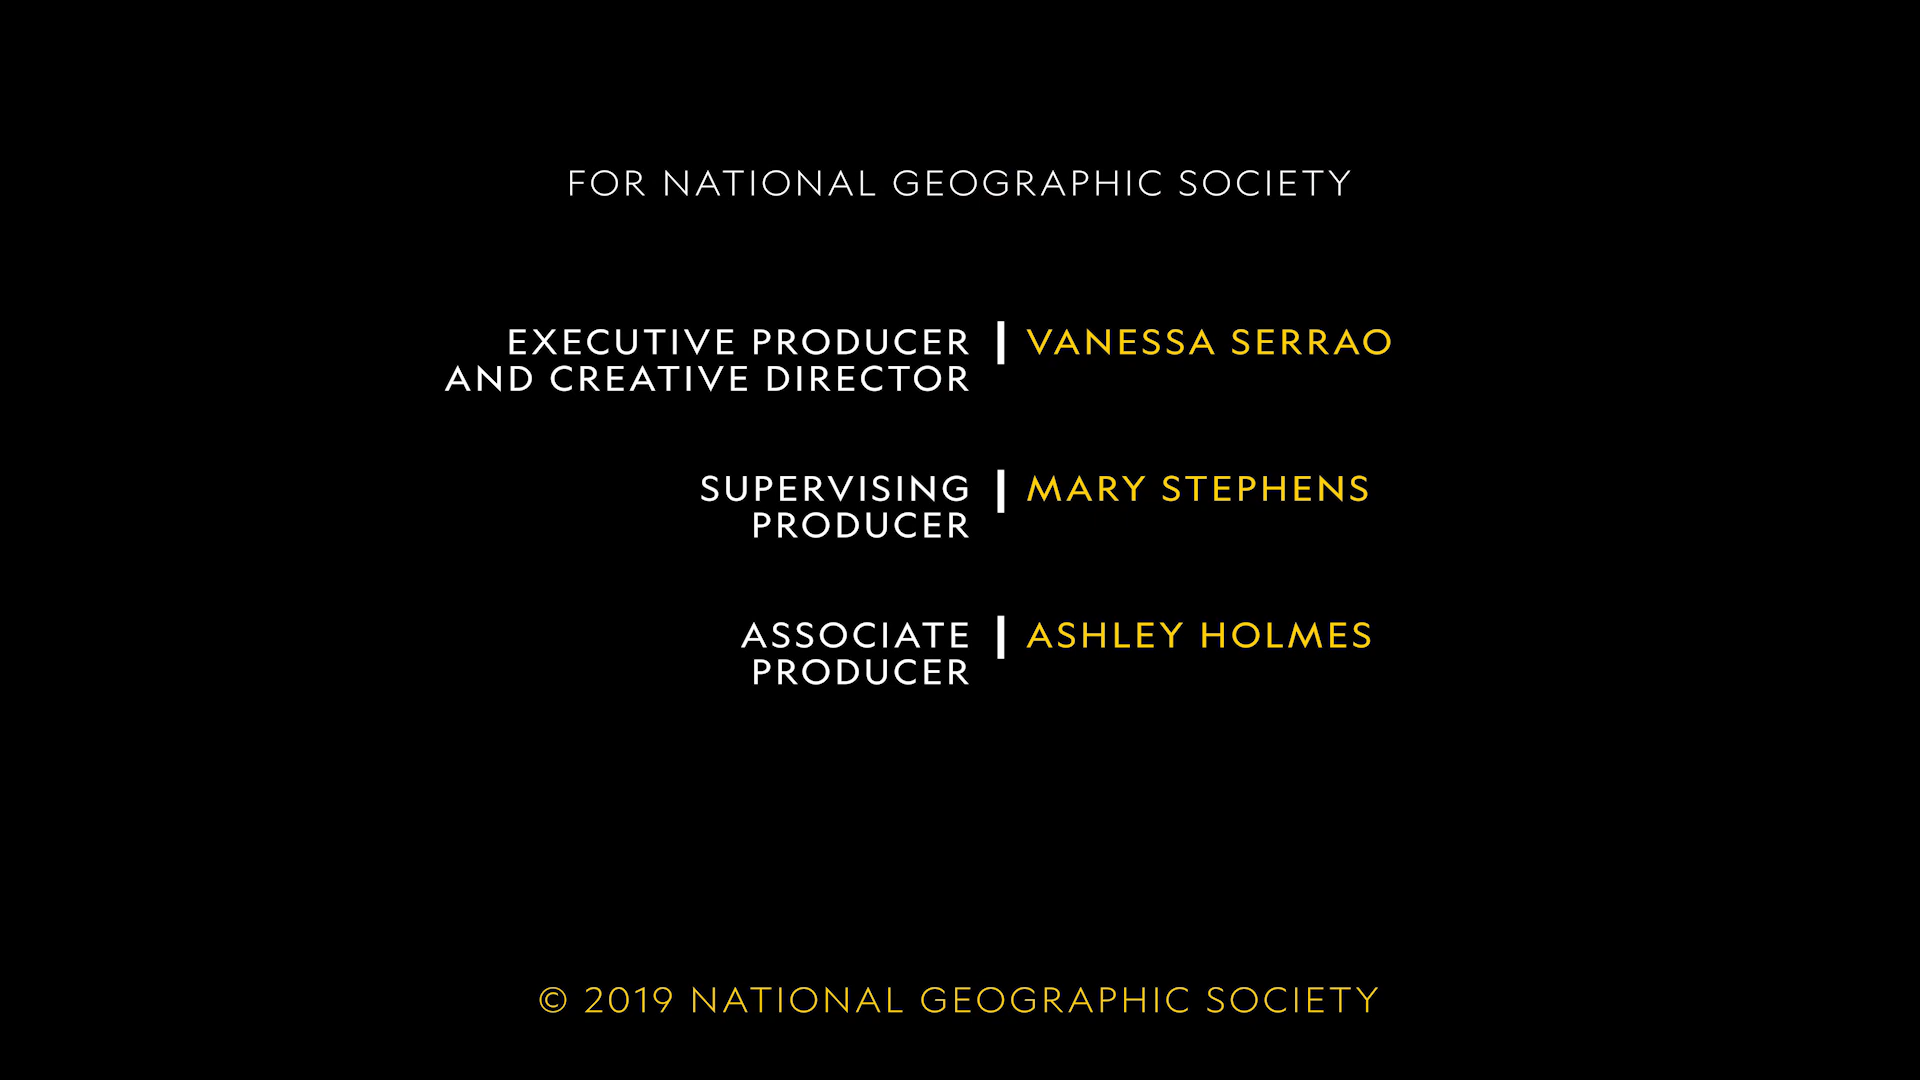 FOR NATIONAL GEOGRAPHIC SOCIETY
EXECUTIVE PRODUCER | VANESSA SERRAO
AND CREATIVE DIRECTOR
SUPERVISING | MARY STEPHENS
PRODUCER
ASSOCIATE | ASHLEY HOLMES
PRODUCER
© 2019 NATIONAL GEOGRAPHIC SOCIETY